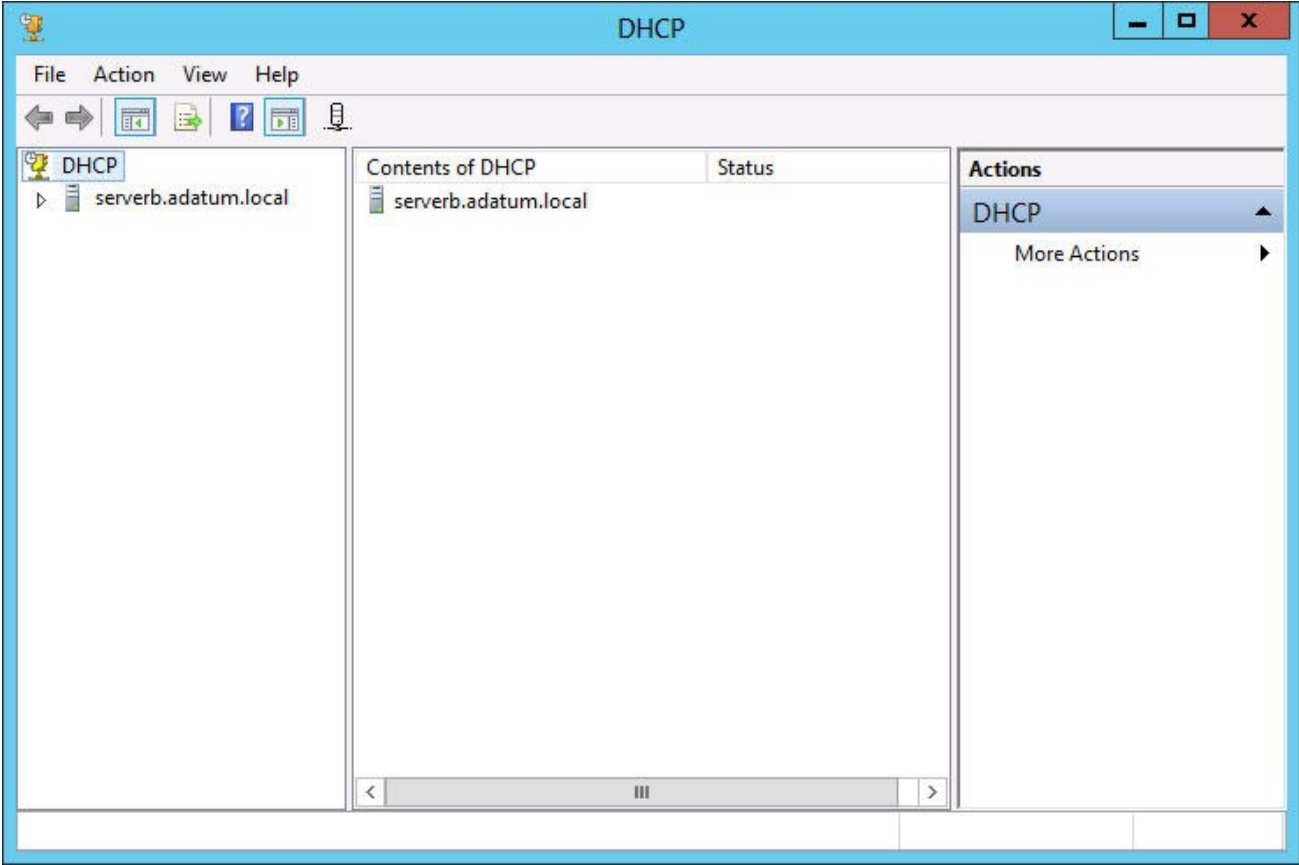 DHCP
File Action View Help
DHCP
serverb.adatum.local
Contents of DHCP Status
serverb.adatum.local
Actions
DHCP
More Actions